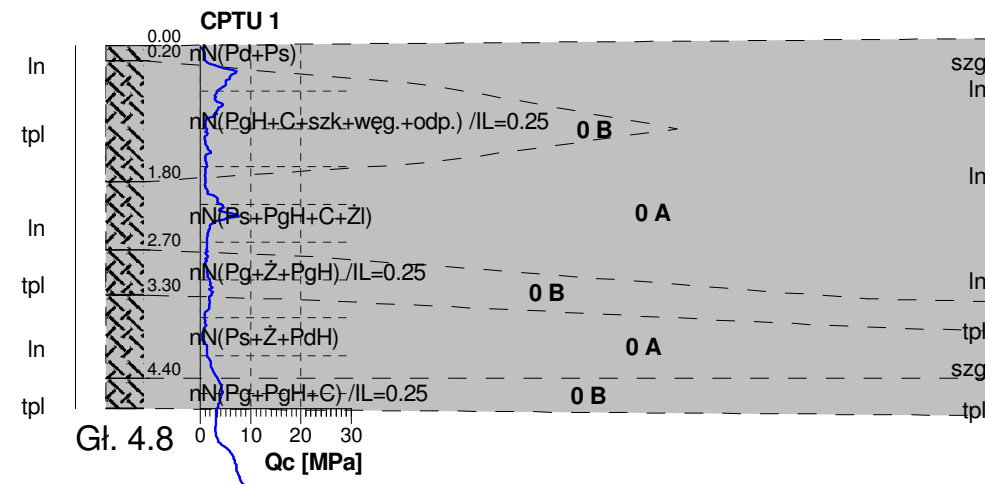 CPTU 1
0.00
0.20 nN(Pd+Ps)
ln szg
ln
tpl nN(PgH+C+szk+węg.+odp.) /IL=0.25 0 B
1.80 ln
0 A
ln nN(Ps+PgH+C+Żl)
2.70
nN(Pg+Ż+PgH) /IL=0.25 ln
tpl 3.30 0 B
tpl
ln nN(Ps+Ż+PdH) 0 A
4.40 szg
tpl nN(Pg+PgH+C) /IL=0.25 0 B tpl
Gł. 4.8 0 10 20 30
Qc [MPa]